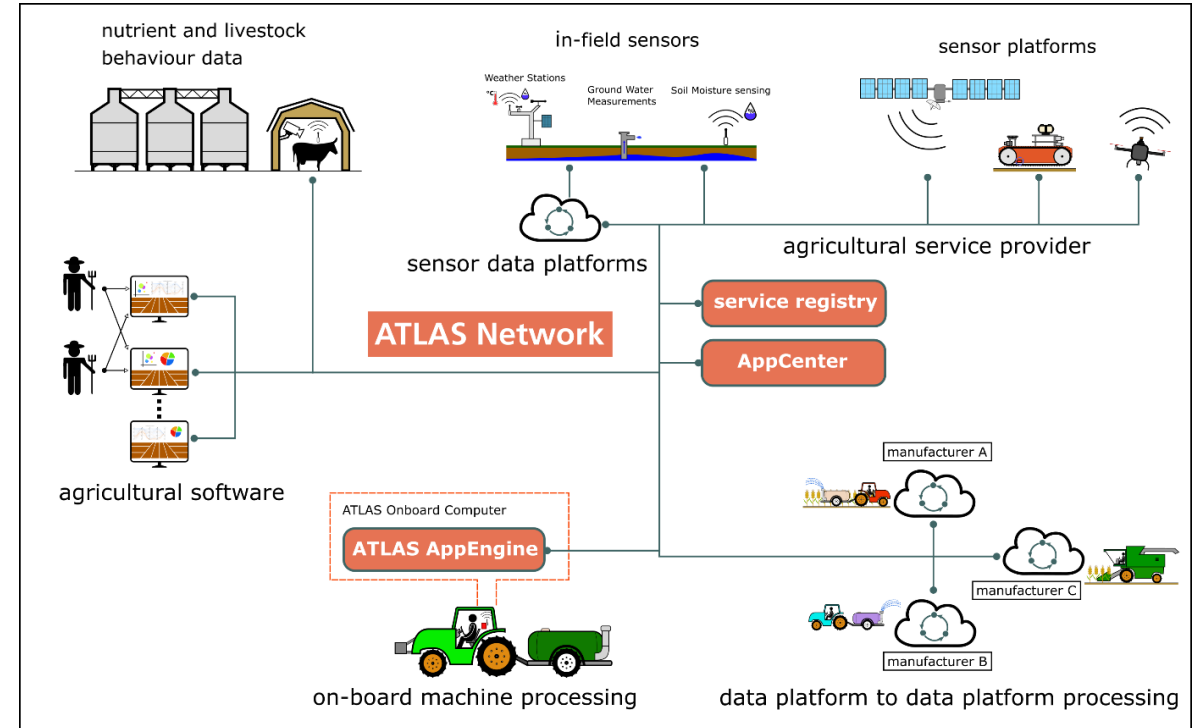 nutrient and livestock
behaviour data
in-field sensors
sensor platforms
Weather Stations
°C
Ground Water
Measurements
Soil Moisture sensing
sensor data platforms
agricultural service provider
service registry
ATLAS Network
AppCenter
agricultural software
manufacturer A
ATLAS Onboard Computer
ATLAS AppEngine
manufacturer C
manufacturer B
on-board machine processing
data platform to data platform processing